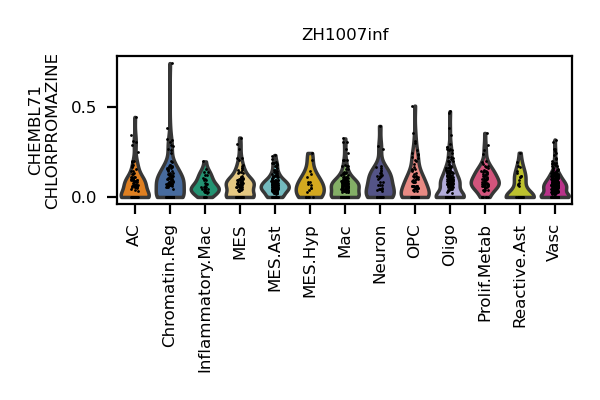 ZH1007inf
CHEMBL71
CHLORPROMAZINE
0.5
0.0
AC
Chromatin.Reg
Inflammatory.Mac
MES
MES.Ast
MES.Hyp
Mac
Neuron
OPC
Oligo
Prolif.Metab
Reactive.Ast
Vasc